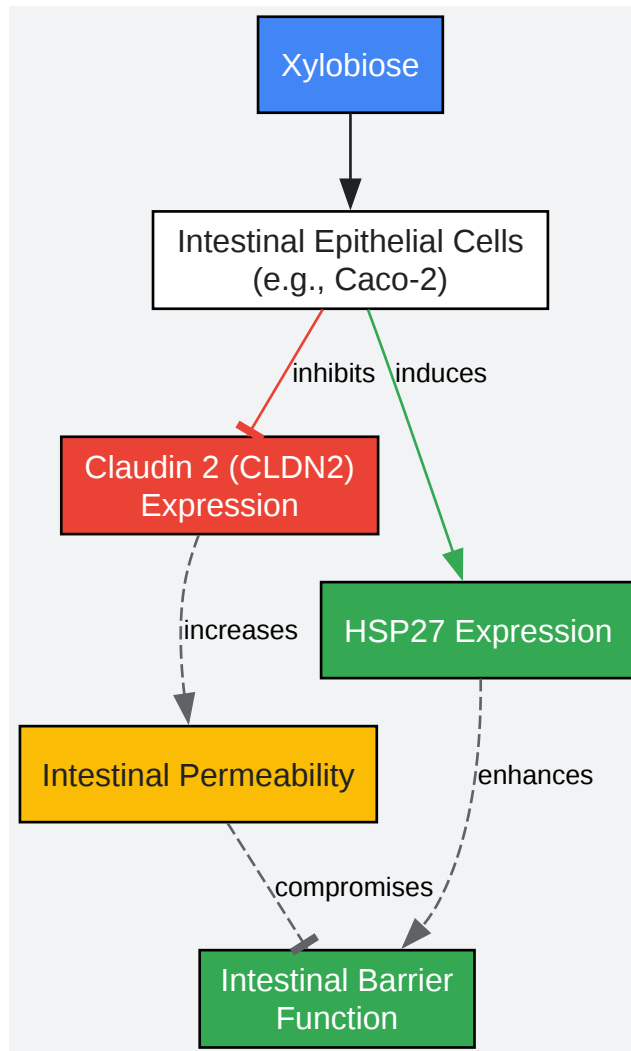 Xylobiose
Intestinal Epithelial Cells
(e.g., Caco-2)
inhibits
induces
Claudin 2 (CLDN2)
Expression
increases
HSP27 Expression
Intestinal Permeability
enhances
compromises
Intestinal Barrier
Function